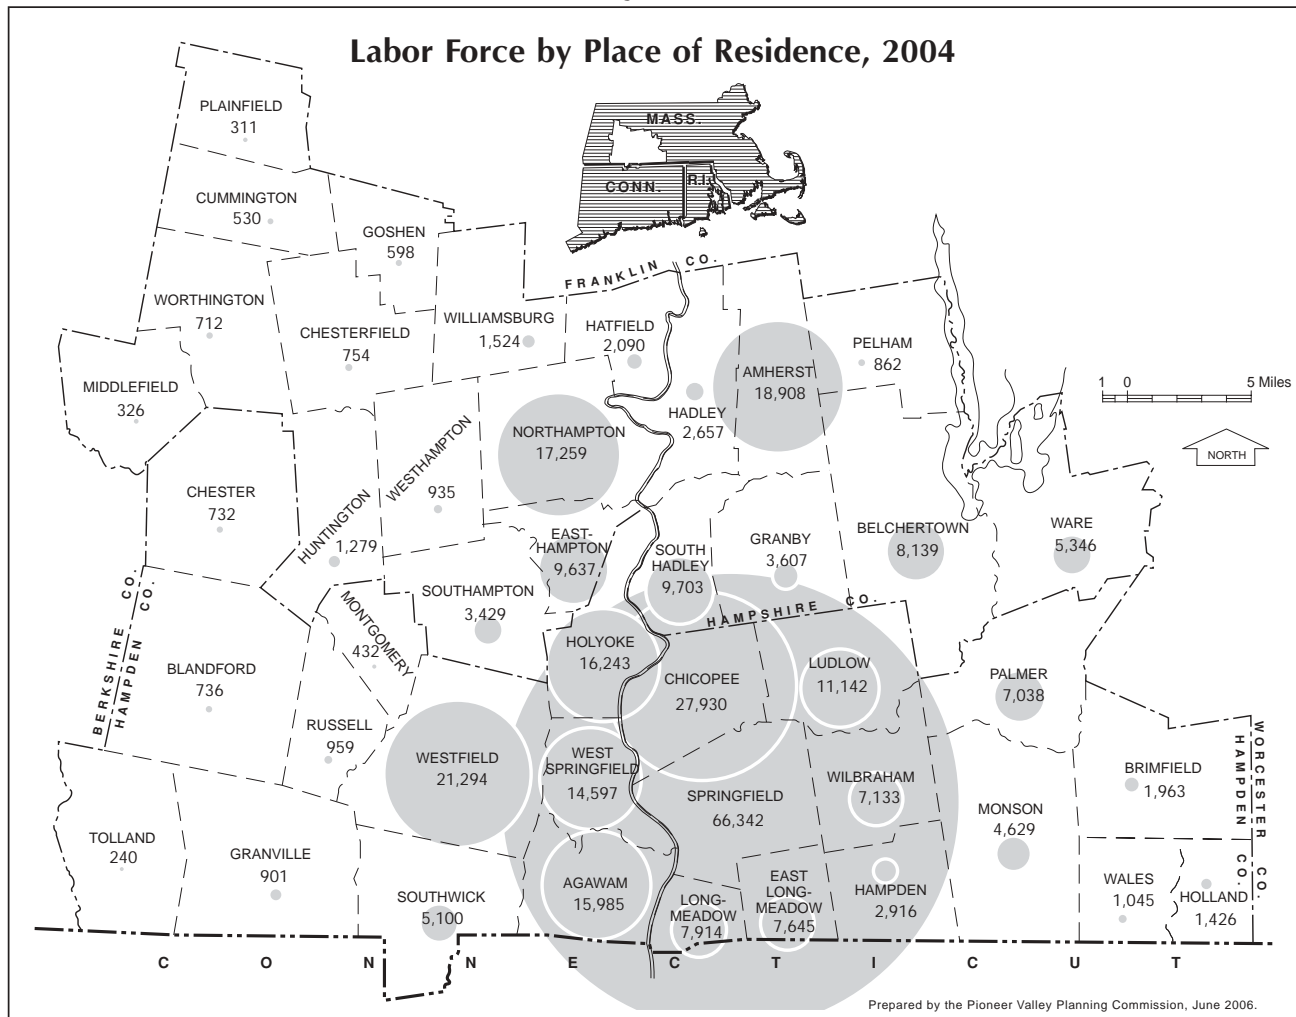 Labor Force by Place of Residence, 2004
MASS.
CONN.
R.I.
PLAINFIELD
311
CUMMINGTON
530
GOSHEN
598
FRANKLIN CO.
WORTHINGTON
712
CHESTERFIELD
754
WILLIAMSBURG
1,524
HATFIELD
2,090
PELHAM
862
AMHERST
18,908
1 0 5 Miles
NORTH
MIDDLEFIELD
326
HADLEY
2,657
NORTHAMPTON
17,259
WESTHAMPTON
935
CHESTER
732
HUNTINGTON
1,279
EAST-
HAMPTON
9,637
SOUTH
HADLEY
9,703
GRANBY
3,607
BELCHERTOWN
8,139
WARE
5,346
BERKSHIRE CO.
HAMPDEN CO.
MONTGOMERY
432
SOUTHAMPTON
3,429
HAMPSHIRE CO.
HOLYOKE
16,243
CHICOPEE
27,930
LUDLOW
11,142
PALMER
7,038
BLANDFORD
736
RUSSELL
959
WESTFIELD
21,294
WEST
SPRINGFIELD
14,597
SPRINGFIELD
66,342
WILBRAHAM
7,133
MONSON
4,629
BRIMFIELD
1,963
HAMPDEN CO.
WORCESTER CO.
TOLLAND
240
GRANVILLE
901
SOUTHWICK
5,100
AGAWAM
15,985
LONG-
MEADOW
7,914
EAST
LONG-
MEADOW
7,645
HAMPDEN
2,916
WALES
1,045
HOLLAND
1,426
C O N N E C T I C U T
Prepared by the Pioneer Valley Planning Commission, June 2006.